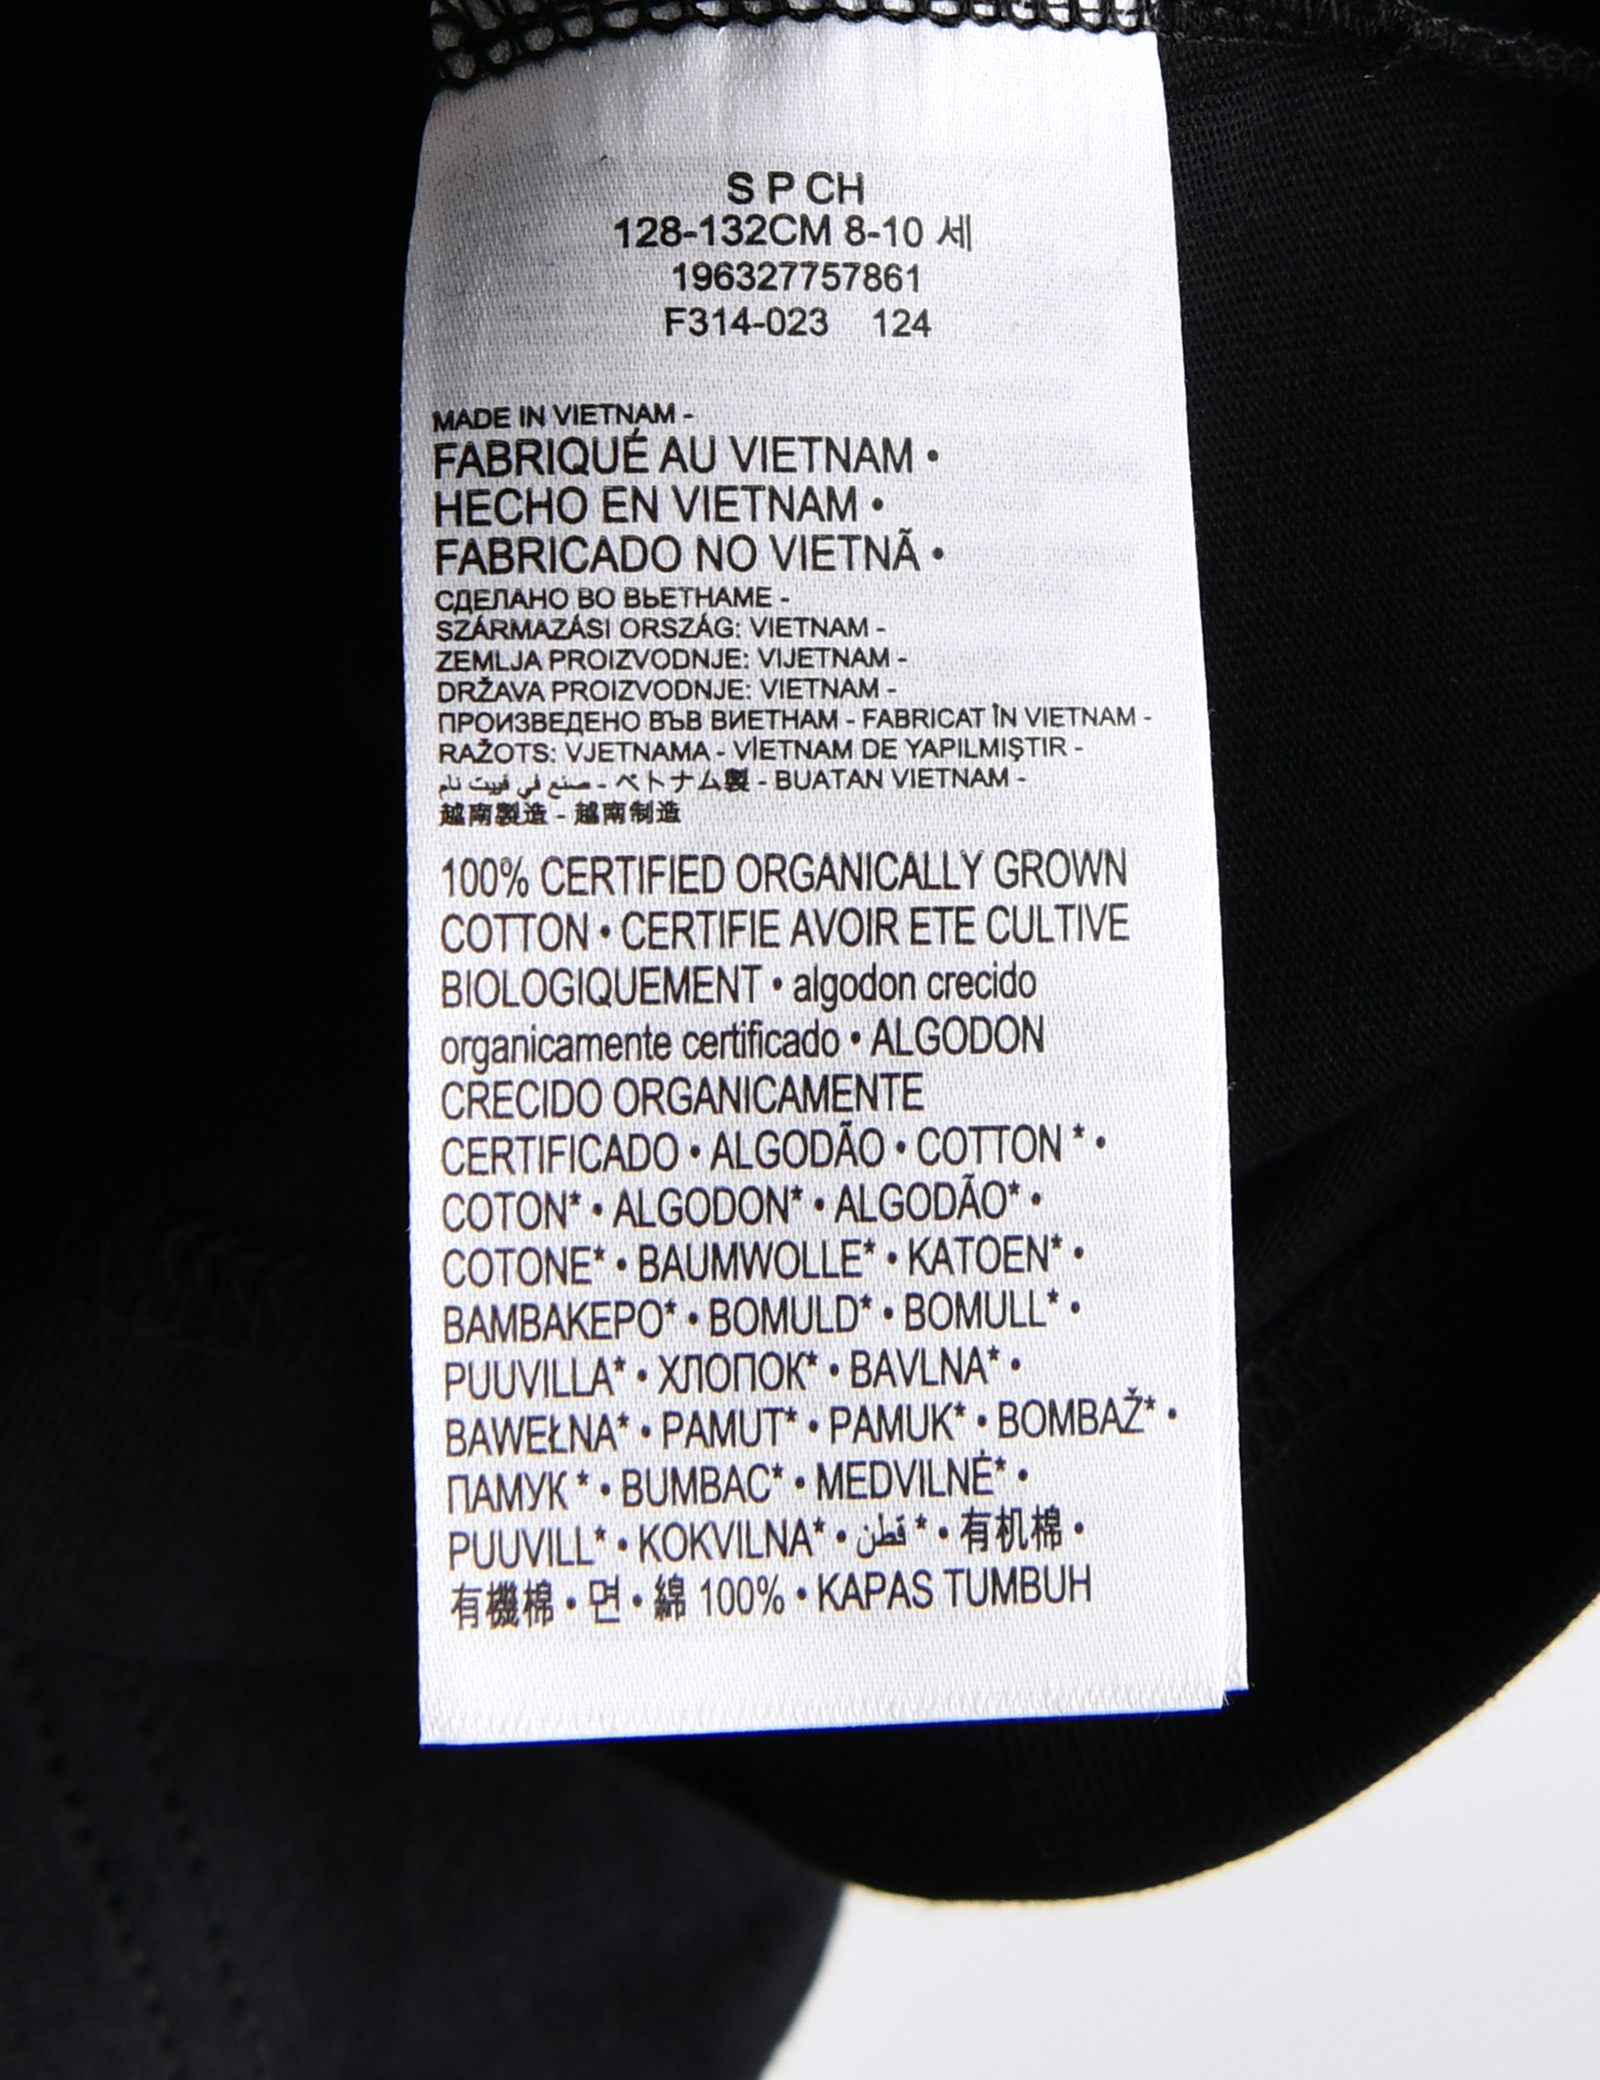 S P CH
128-132CM 8-10 세
196327757861
F314-023 124
MADE IN VIETNAM -
FABRIQUÉ AU VIETNAM •
HECHO EN VIETNAM •
FABRICADO NO VIETNÃ •
СДЕЛАНО ВО ВЬЕТНАМЕ -
SZÁRMAZÁSI ORSZÁG: VIETNAM -
ZEMLJA PROIZVODNJE: VIJETNAM -
DRŽAVA PROIZVODNJE: VIETNAM -
ПРОИЗВЕДЕНО ВЪВ ВИЕТНАМ - FABRICAT ÎN VIETNAM -
RAŽOTS: VJETNAMA - VİETNAM DE YAPILMIŞTIR -
صنع في فييت نام - ベトナム製 - BUATAN VIETNAM -
越南製造 - 越南制造
100% CERTIFIED ORGANICALLY GROWN
COTTON • CERTIFIE AVOIR ETE CULTIVE
BIOLOGIQUEMENT • algodon crecido
organicamente certificado • ALGODON
CRECIDO ORGANICAMENTE
CERTIFICADO • ALGODÃO • COTTON * •
COTON* • ALGODON* • ALGODÃO* •
COTONE* • BAUMWOLLE* • KATOEN* •
BAMBAKEPO* • BOMULD* • BOMULL* •
PUUVILLA* • ХЛОПОК* • BAVLNA* •
BAWEŁNA* • PAMUT* • PAMUK* • BOMBAŽ* •
ПАМУК * • BUMBAC* • MEDVILNĖ* •
PUUVILL* • KOKVILNA* • قطن * • 有机棉 •
有機棉 • 면 • 綿 100% • KAPAS TUMBUH